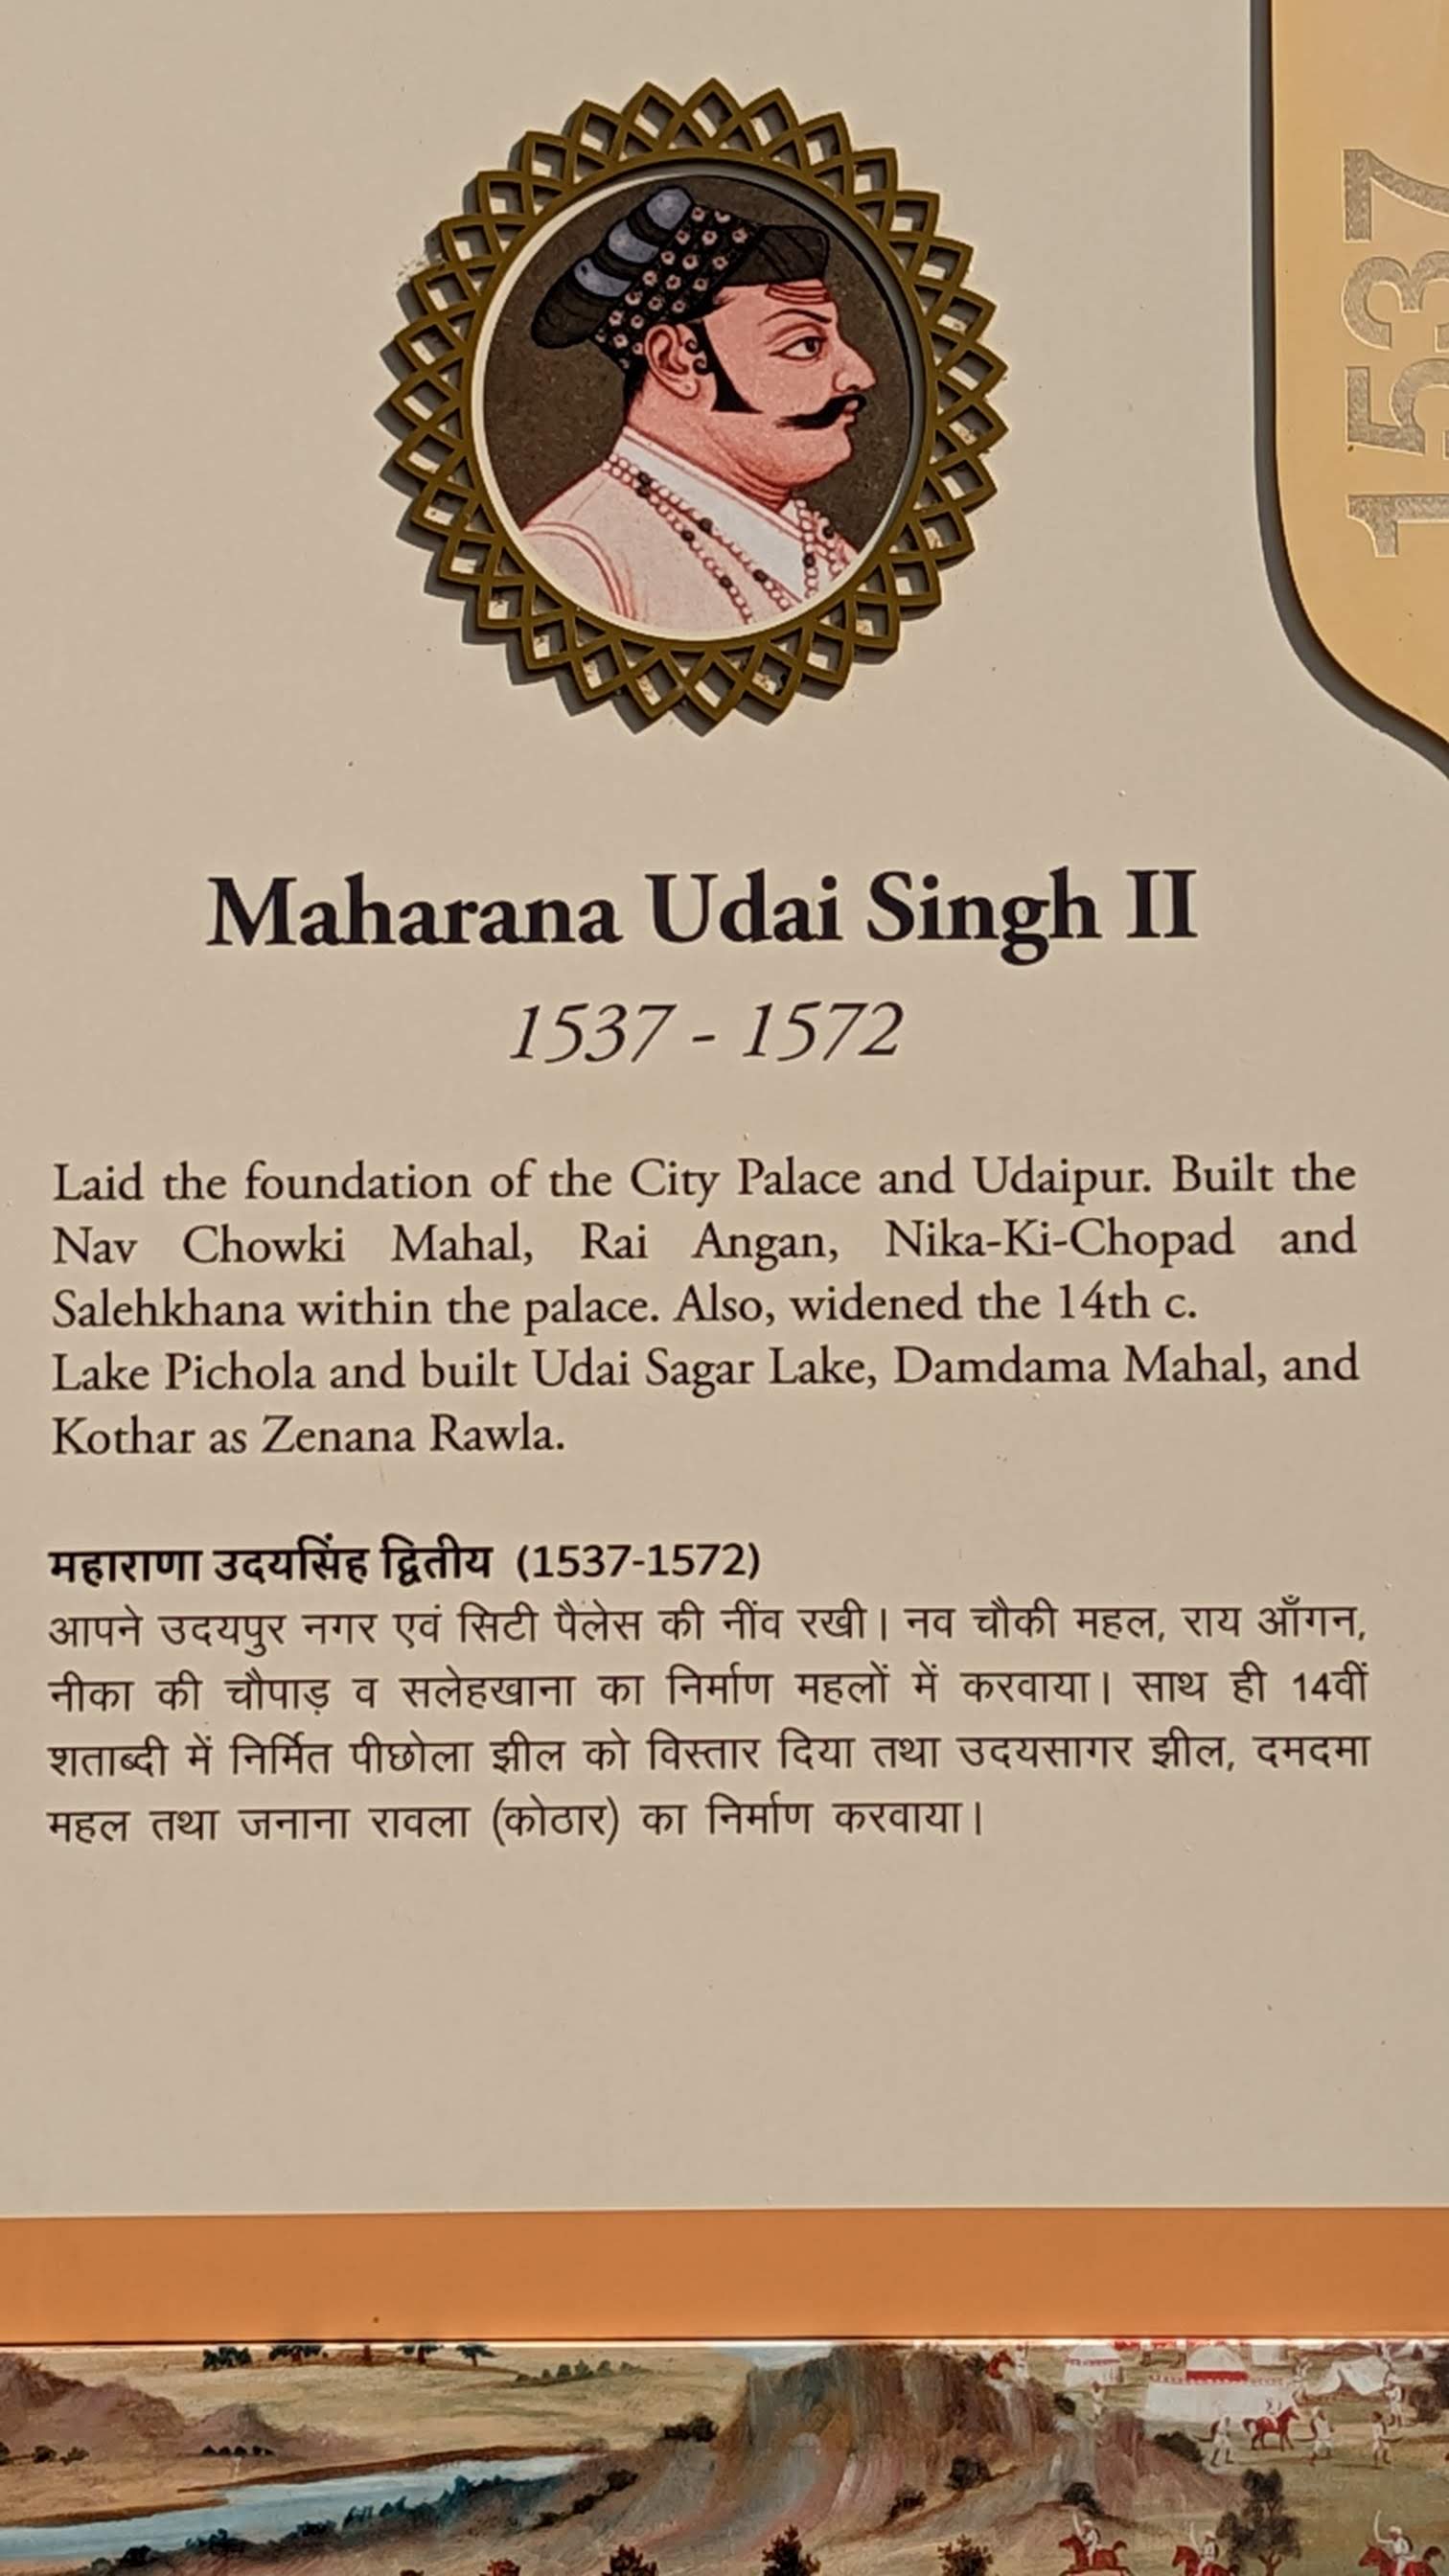 1537
Maharana Udai Singh II
1537 - 1572
Laid the foundation of the City Palace and Udaipur. Built the
Nav Chowki Mahal, Rai Angan, Nika-Ki-Chopad and
Salehkhana within the palace. Also, widened the 14th c.
Lake Pichola and built Udai Sagar Lake, Damdama Mahal, and
Kothar as Zenana Rawla.
महाराणा उदयसिंह द्वितीय (1537-1572)
आपने उदयपुर नगर एवं सिटी पैलेस की नींव रखी। नव चौकी महल, राय आँगन,
नीका की चौपाड़ व सलेहखाना का निर्माण महलों में करवाया। साथ ही 14वीं
शताब्दी में निर्मित पीछोला झील को विस्तार दिया तथा उदयसागर झील, दमदमा
महल तथा जनाना रावला (कोठार) का निर्माण करवाया।